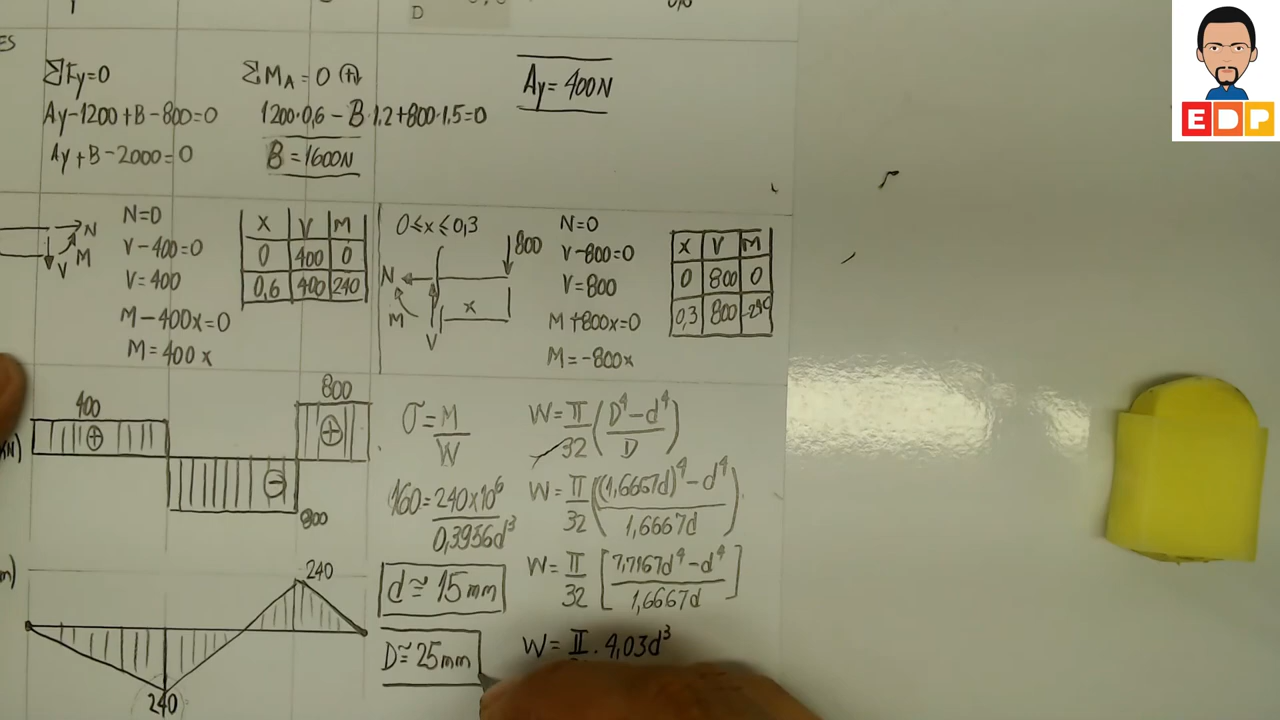 ES
D
ΣFy=0
Ay-1200+B-800=0
Ay+B-2000=0
ΣM_A=0 (+)
1200·0,6-B·1,2+800·1,5=0
B=1600N
Ay=400N
N
M
V
N=0
V-400=0
V=400
M-400x=0
M=400x
X V M
0 400 0
0,6 400 240
0≤x≤0,3
800
N
x
M
V
N=0
V-800=0
V=800
M+800x=0
M=-800x
X V M
0 800 0
0,3 800 -240
400
+
-
800
+
800
240
240
σ=M/W
160=240x10⁶/0,3956d³
d≅15mm
D≅25mm
W=π/32(D⁴-d⁴/D)
W=π/32((1,6667d)⁴-d⁴/1,6667d)
W=π/32[7,7167d⁴-d⁴/1,6667d]
W=π.4,03d³
EDP